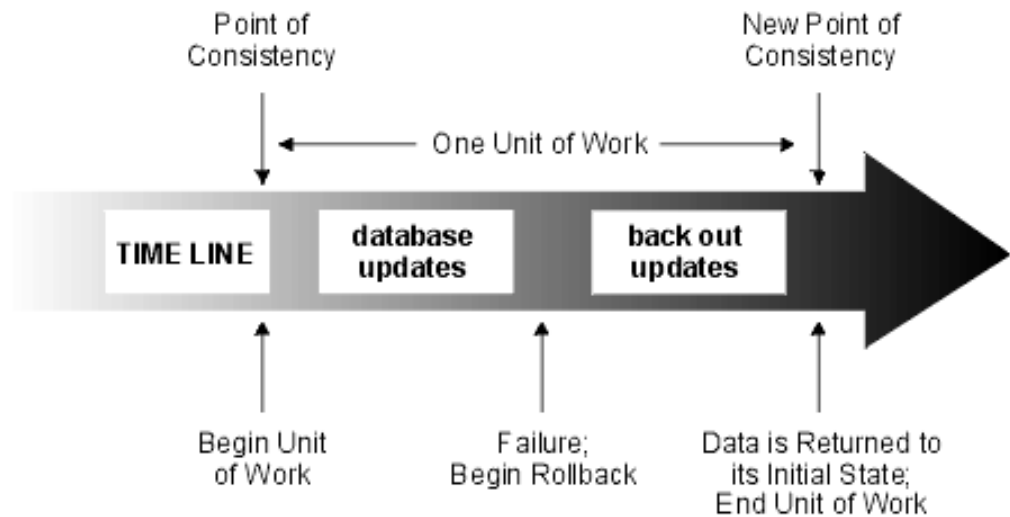 Point of
Consistency
New Point of
Consistency
One Unit of Work
TIME LINE
database
updates
back out
updates
Begin Unit
of Work
Failure;
Begin Rollback
Data is Returned to
its Initial State;
End Unit of Work